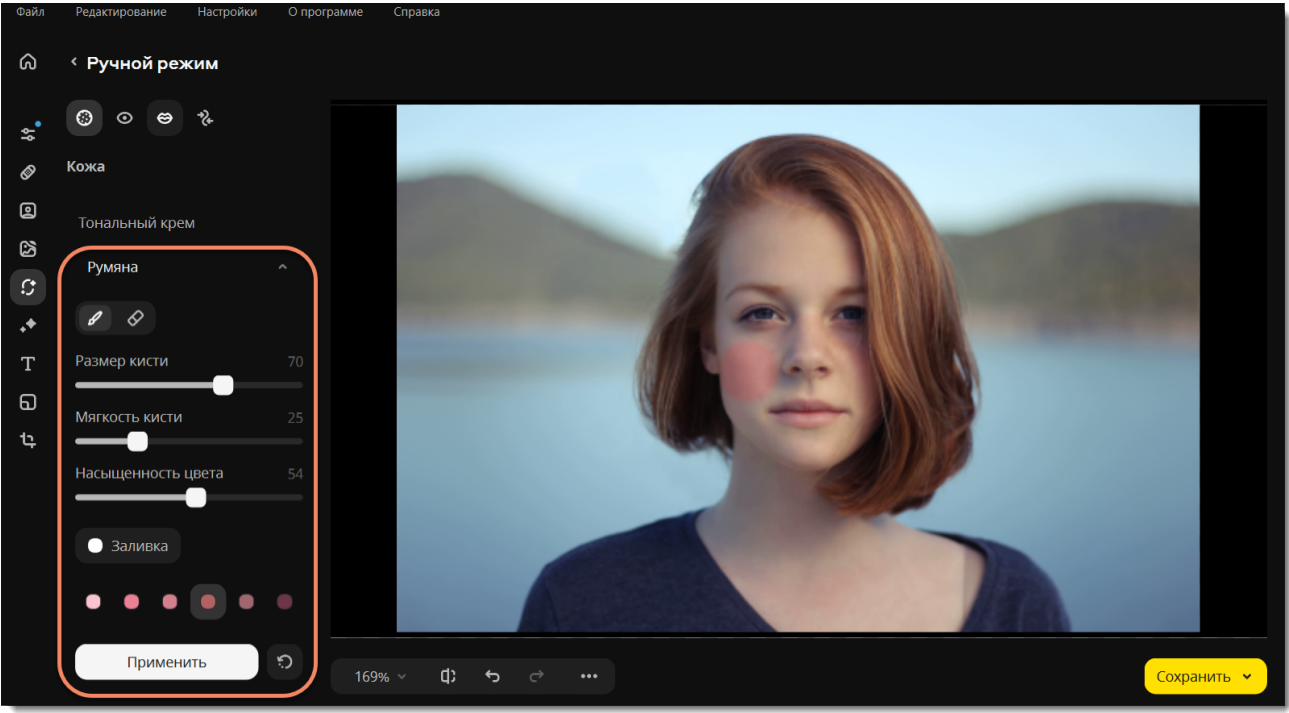 Файл Редактирование Настройки О программе Справка
Ручной режим
Кожа
Тональный крем
Румяна
Размер кисти 70
Мягкость кисти 25
Насыщенность цвета 54
Заливка
Применить
169%
Сохранить